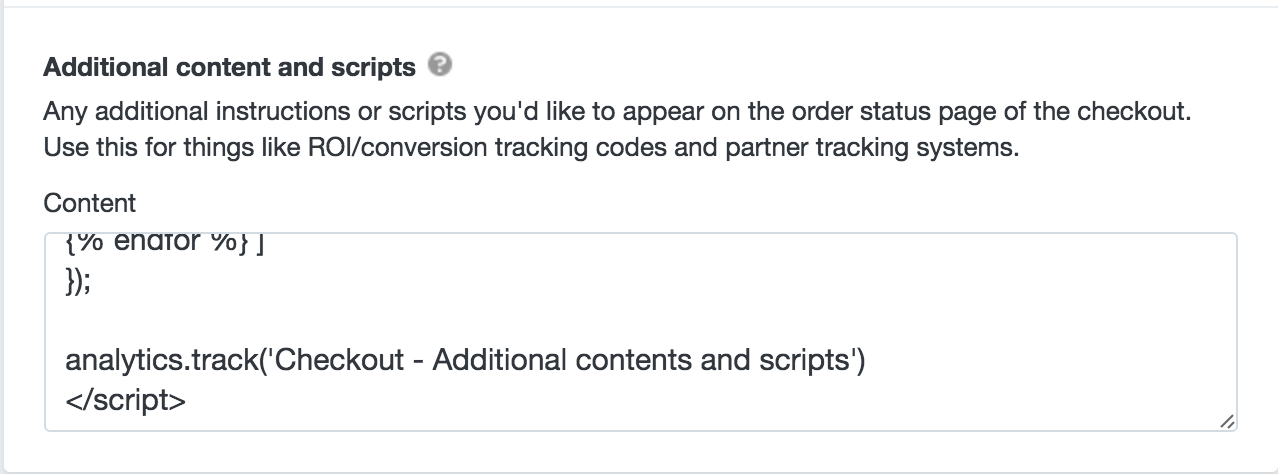 Additional content and scripts ?
Any additional instructions or scripts you'd like to appear on the order status page of the checkout.
Use this for things like ROI/conversion tracking codes and partner tracking systems.
Content
{% endfor %} ]
});
analytics.track('Checkout - Additional contents and scripts')
</script>